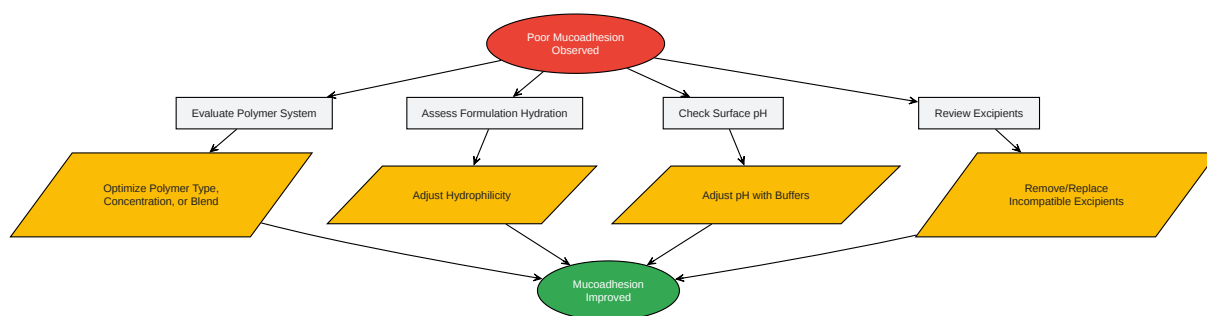 Poor Mucoadhesion
Observed
Evaluate Polymer System
Assess Formulation Hydration
Check Surface pH
Review Excipients
Optimize Polymer Type,
Concentration, or Blend
Adjust Hydrophilicity
Adjust pH with Buffers
Remove/Replace
Incompatible Excipients
Mucoadhesion
Improved